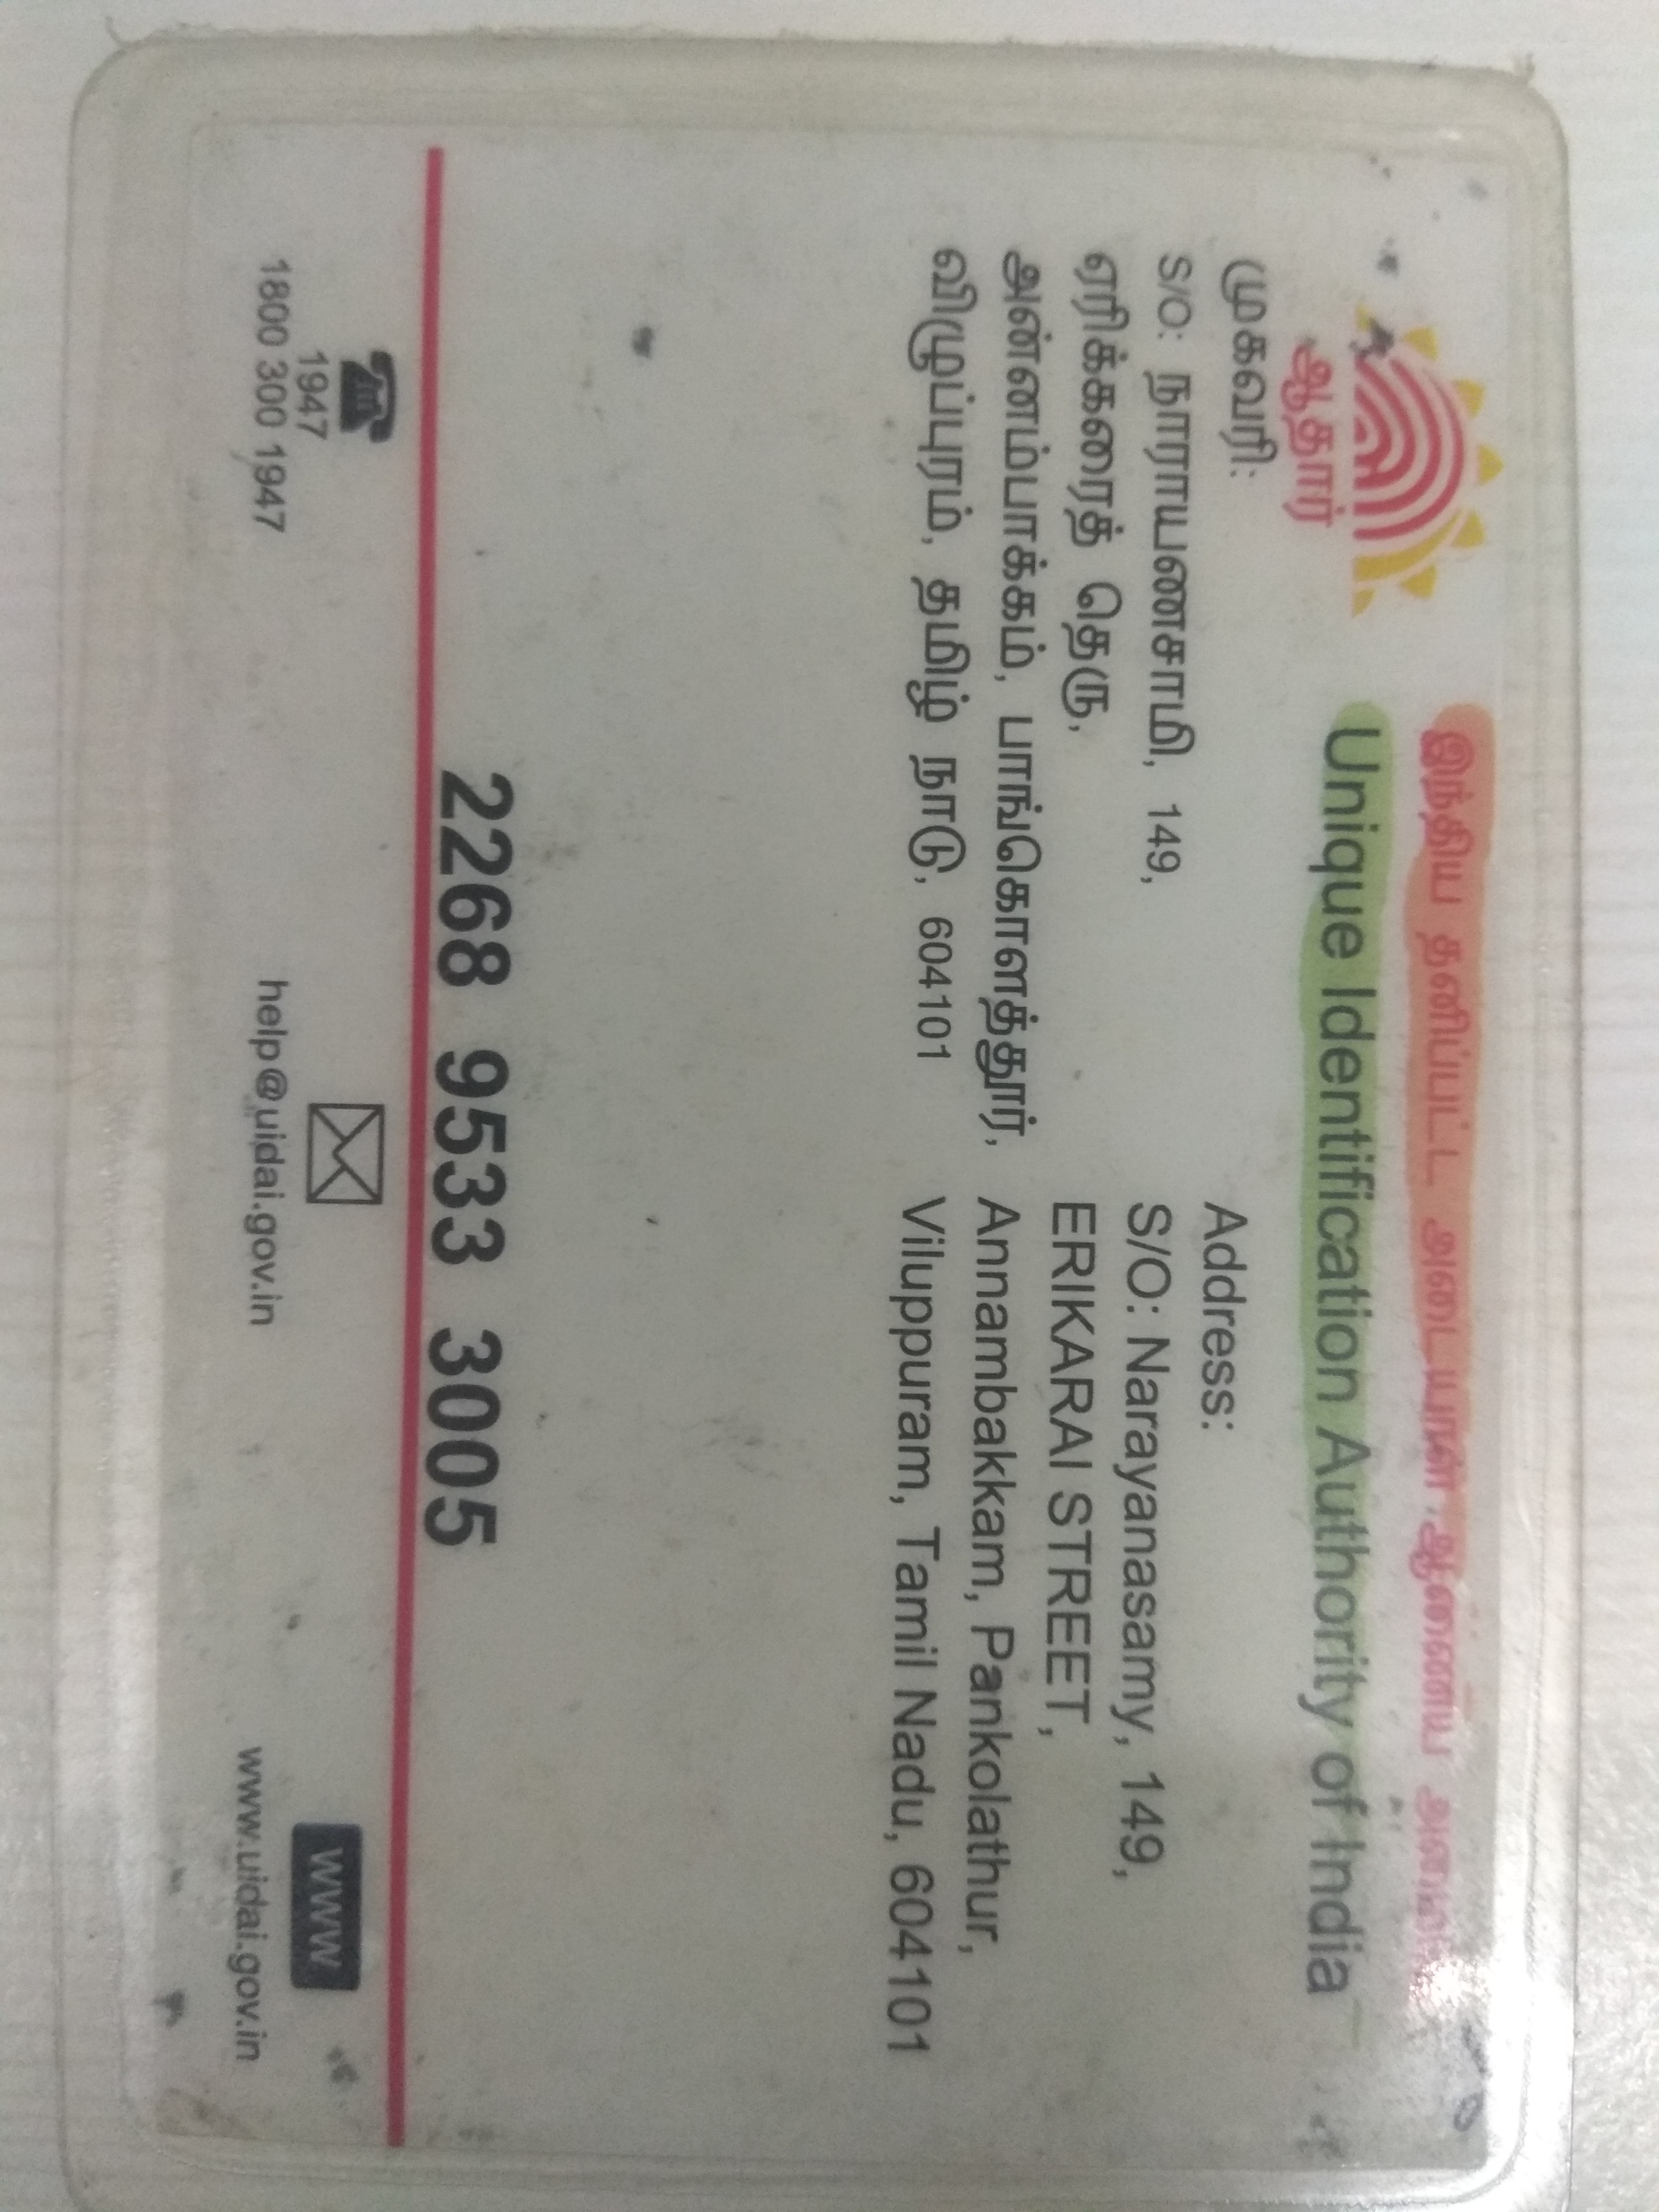 இந்திய தனிப்பட்ட அடையாள ஆணைய
Unique Identification Authority of India
ஆதார்
முகவரி:
S/O: நாராயணசாமி, 149,
ஏரிக்கரைத் தெரு,
அன்னம்பாக்கம், பாங்கொளத்தூர்,
விழுப்புரம், தமிழ் நாடு, 604101
Address:
S/O: Narayanasamy, 149,
ERIKARAI STREET,
Annambakkam, Pankolathur,
Viluppuram, Tamil Nadu, 604101
2268 9533 3005
1947
1800 300 1947
help@uidai.gov.in
www
www.uidai.gov.in